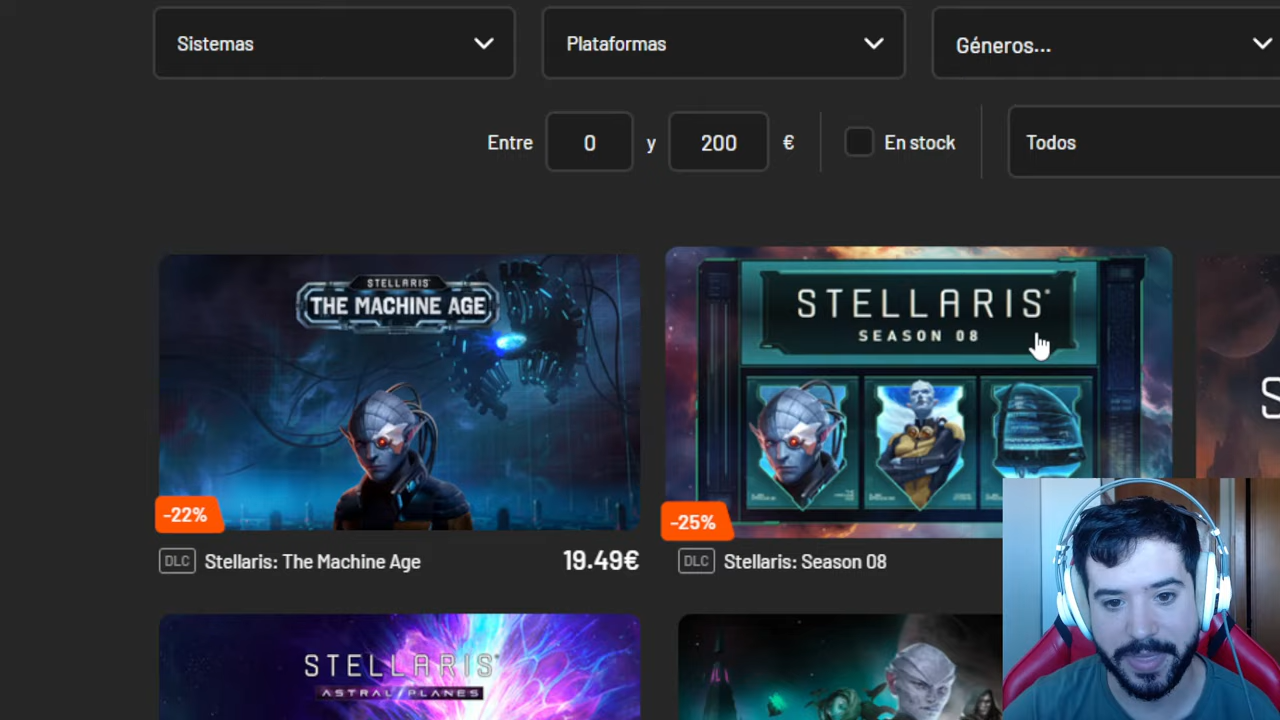 Sistemas
Plataformas
Géneros...
Entre 0 y 200 €
En stock
Todos
STELLARIS
THE MACHINE AGE
STELLARIS
SEASON 08
S
-22%
-25%
DLC Stellaris: The Machine Age 19.49€
DLC Stellaris: Season 08
STELLARIS
ASTRAL PLANES